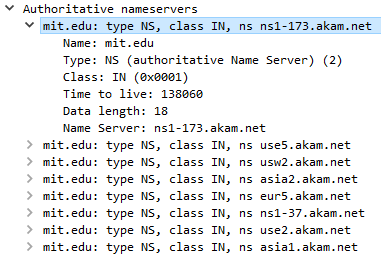 Authoritative nameservers
mit.edu: type NS, class IN, ns ns1-173.akam.net
Name: mit.edu
Type: NS (authoritative Name Server) (2)
Class: IN (0x0001)
Time to live: 138060
Data length: 18
Name Server: ns1-173.akam.net
mit.edu: type NS, class IN, ns use5.akam.net
mit.edu: type NS, class IN, ns usw2.akam.net
mit.edu: type NS, class IN, ns asia2.akam.net
mit.edu: type NS, class IN, ns eur5.akam.net
mit.edu: type NS, class IN, ns ns1-37.akam.net
mit.edu: type NS, class IN, ns use2.akam.net
mit.edu: type NS, class IN, ns asia1.akam.net